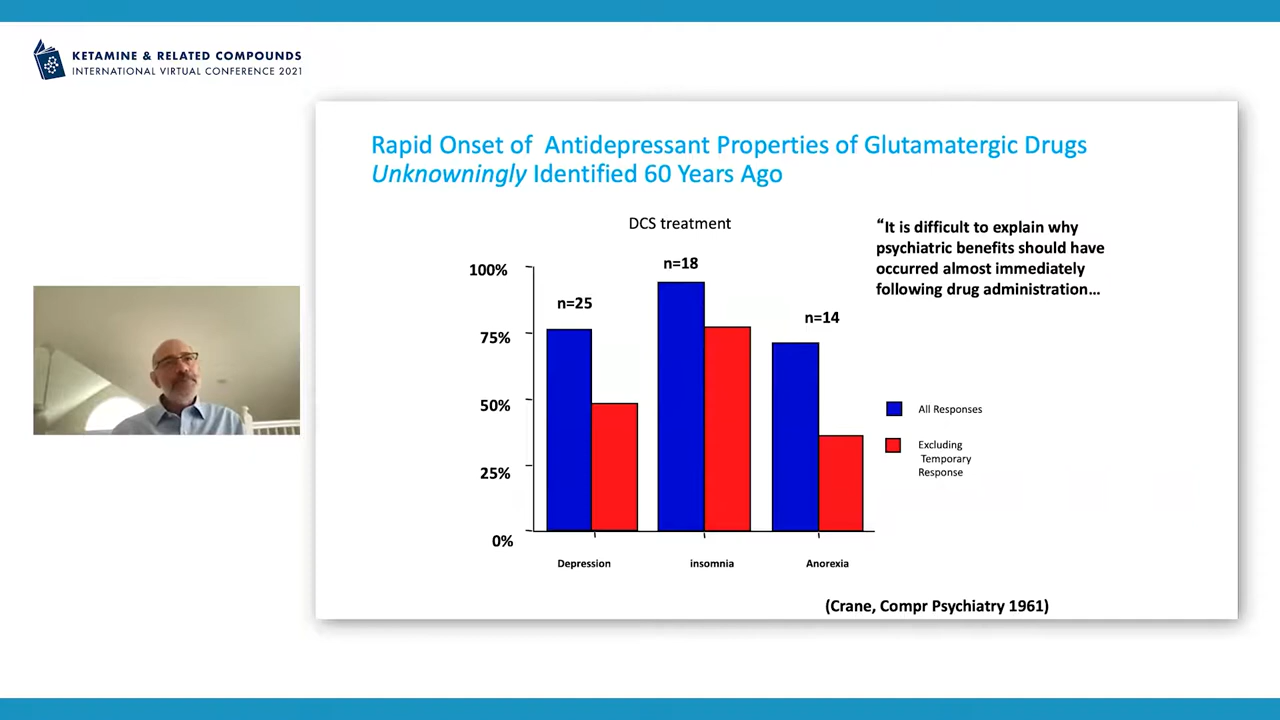 KETAMINE & RELATED COMPOUNDS
INTERNATIONAL VIRTUAL CONFERENCE 2021
Rapid Onset of Antidepressant Properties of Glutamatergic Drugs
Unknowningly Identified 60 Years Ago
DCS treatment
“It is difficult to explain why
psychiatric benefits should have
occurred almost immediately
following drug administration…
100%
75%
50%
25%
0%
n=25
n=18
n=14
Depression
insomnia
Anorexia
All Responses
Excluding
Temporary
Response
(Crane, Compr Psychiatry 1961)